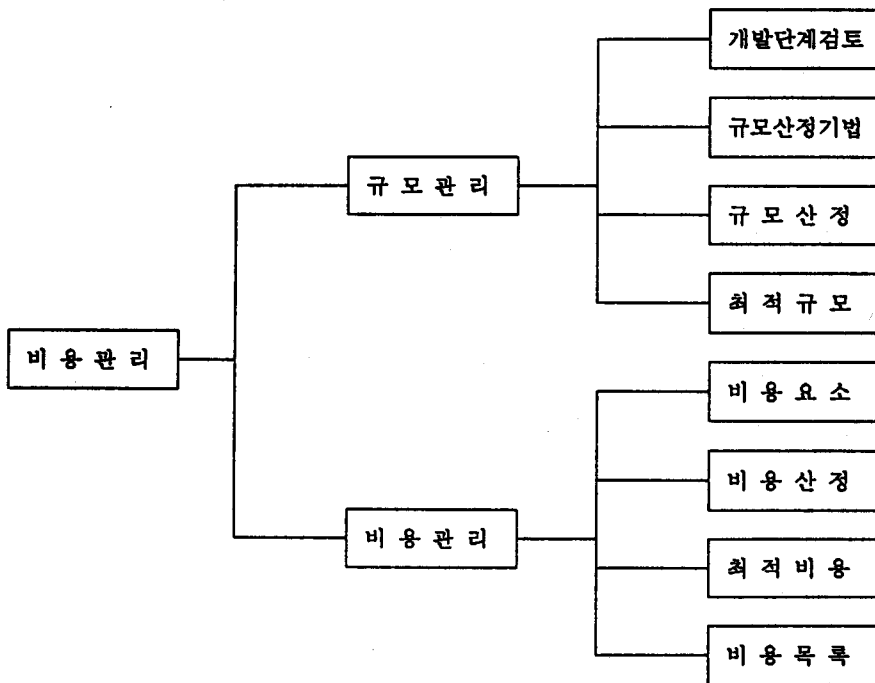 개발단계검토
규모산정기법
규 모 관 리
규 모 산 정
최 적 규 모
비 용 관 리
비 용 요 소
비 용 산 정
비 용 관 리
최 적 비 용
비 용 목 록